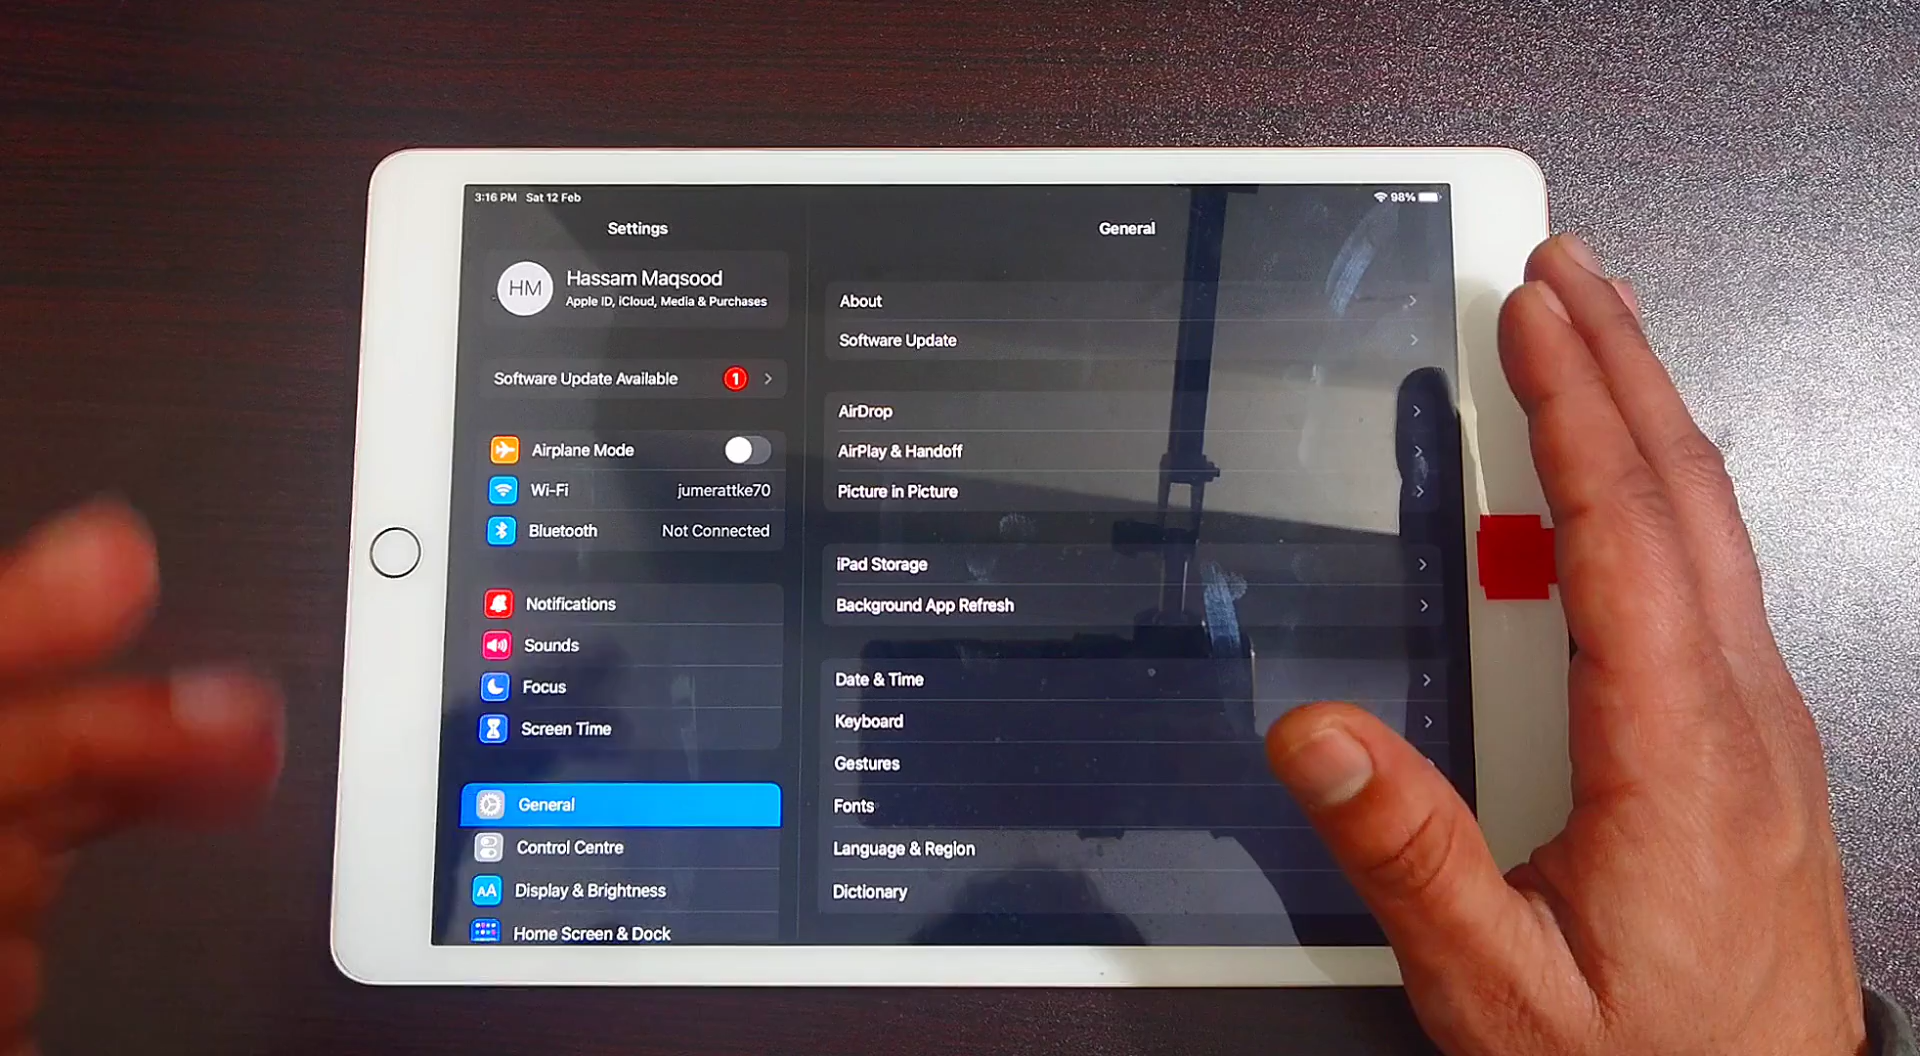 3:16 PM Sat 12 Feb
98%
Settings
HM
Hassam Maqsood
Apple ID, iCloud, Media & Purchases
Software Update Available 1
Airplane Mode
Wi-Fi jumerattke70
Bluetooth Not Connected
Notifications
Sounds
Focus
Screen Time
General
Control Centre
AA Display & Brightness
Home Screen & Dock
General
About
Software Update
AirDrop
AirPlay & Handoff
Picture in Picture
iPad Storage
Background App Refresh
Date & Time
Keyboard
Gestures
Fonts
Language & Region
Dictionary